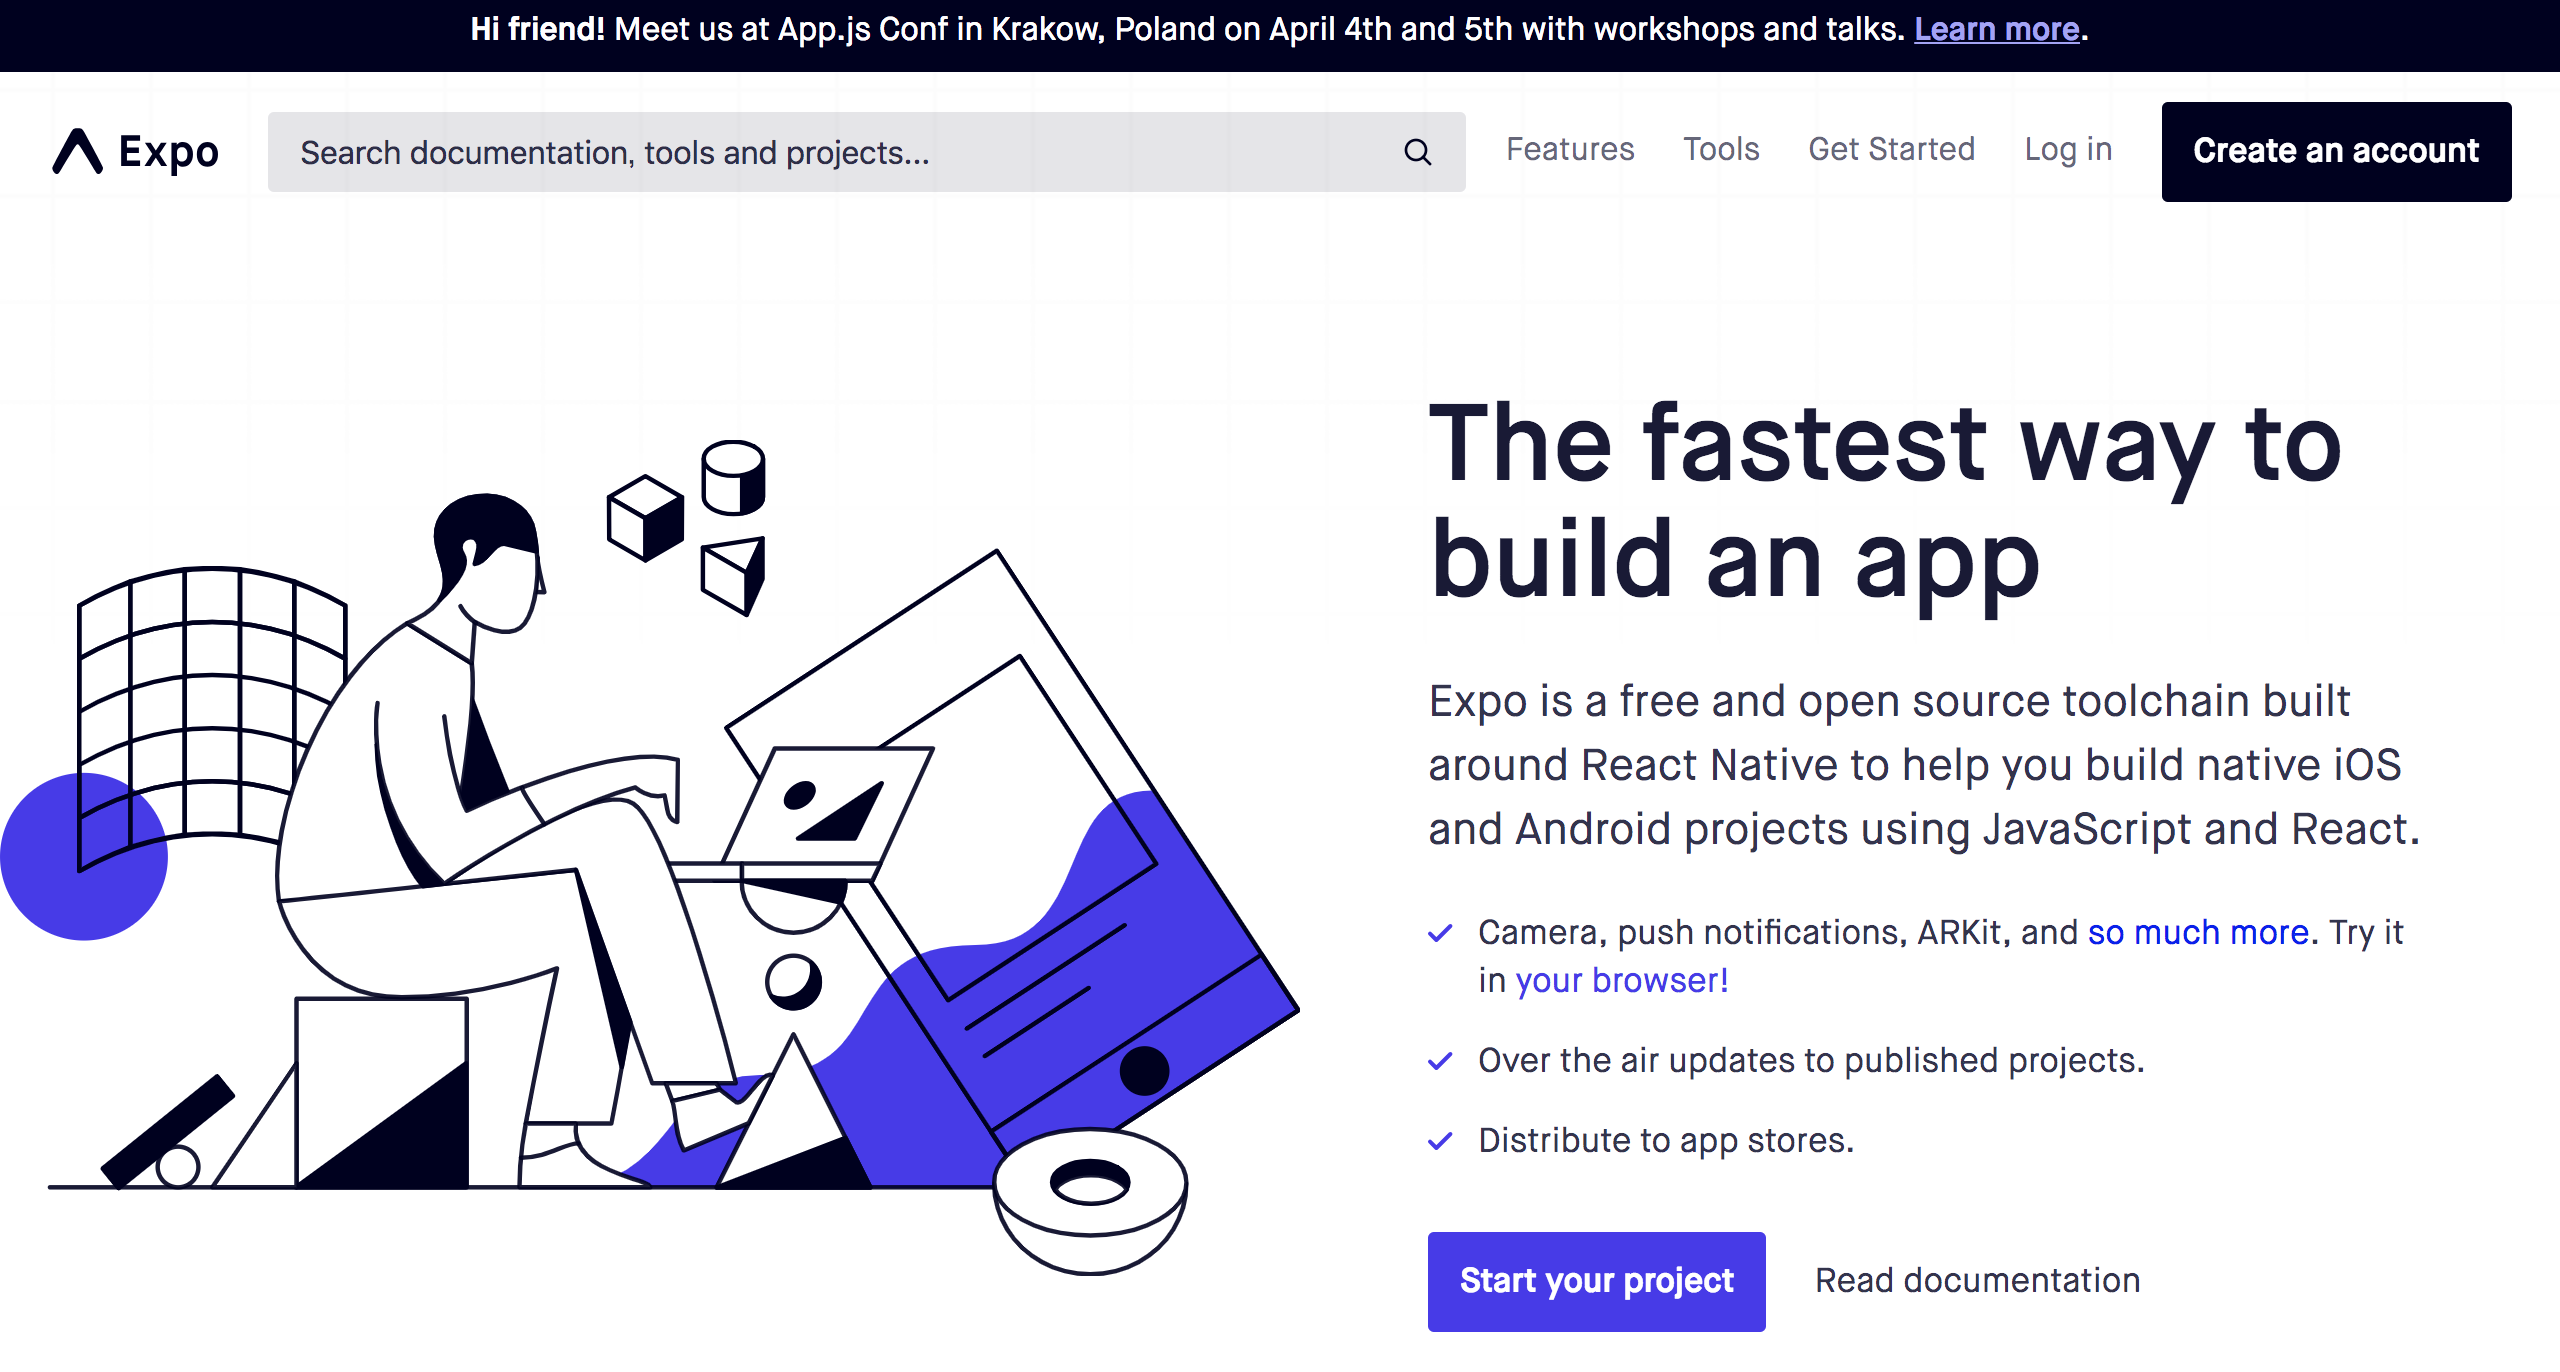 Hi friend! Meet us at App.js Conf in Krakow, Poland on April 4th and 5th with workshops and talks. Learn more.
Expo
Search documentation, tools and projects...
Features
Tools
Get Started
Log in
Create an account
The fastest way to
build an app
Expo is a free and open source toolchain built
around React Native to help you build native iOS
and Android projects using JavaScript and React.
Camera, push notifications, ARKit, and so much more. Try it
in your browser!
Over the air updates to published projects.
Distribute to app stores.
Start your project
Read documentation